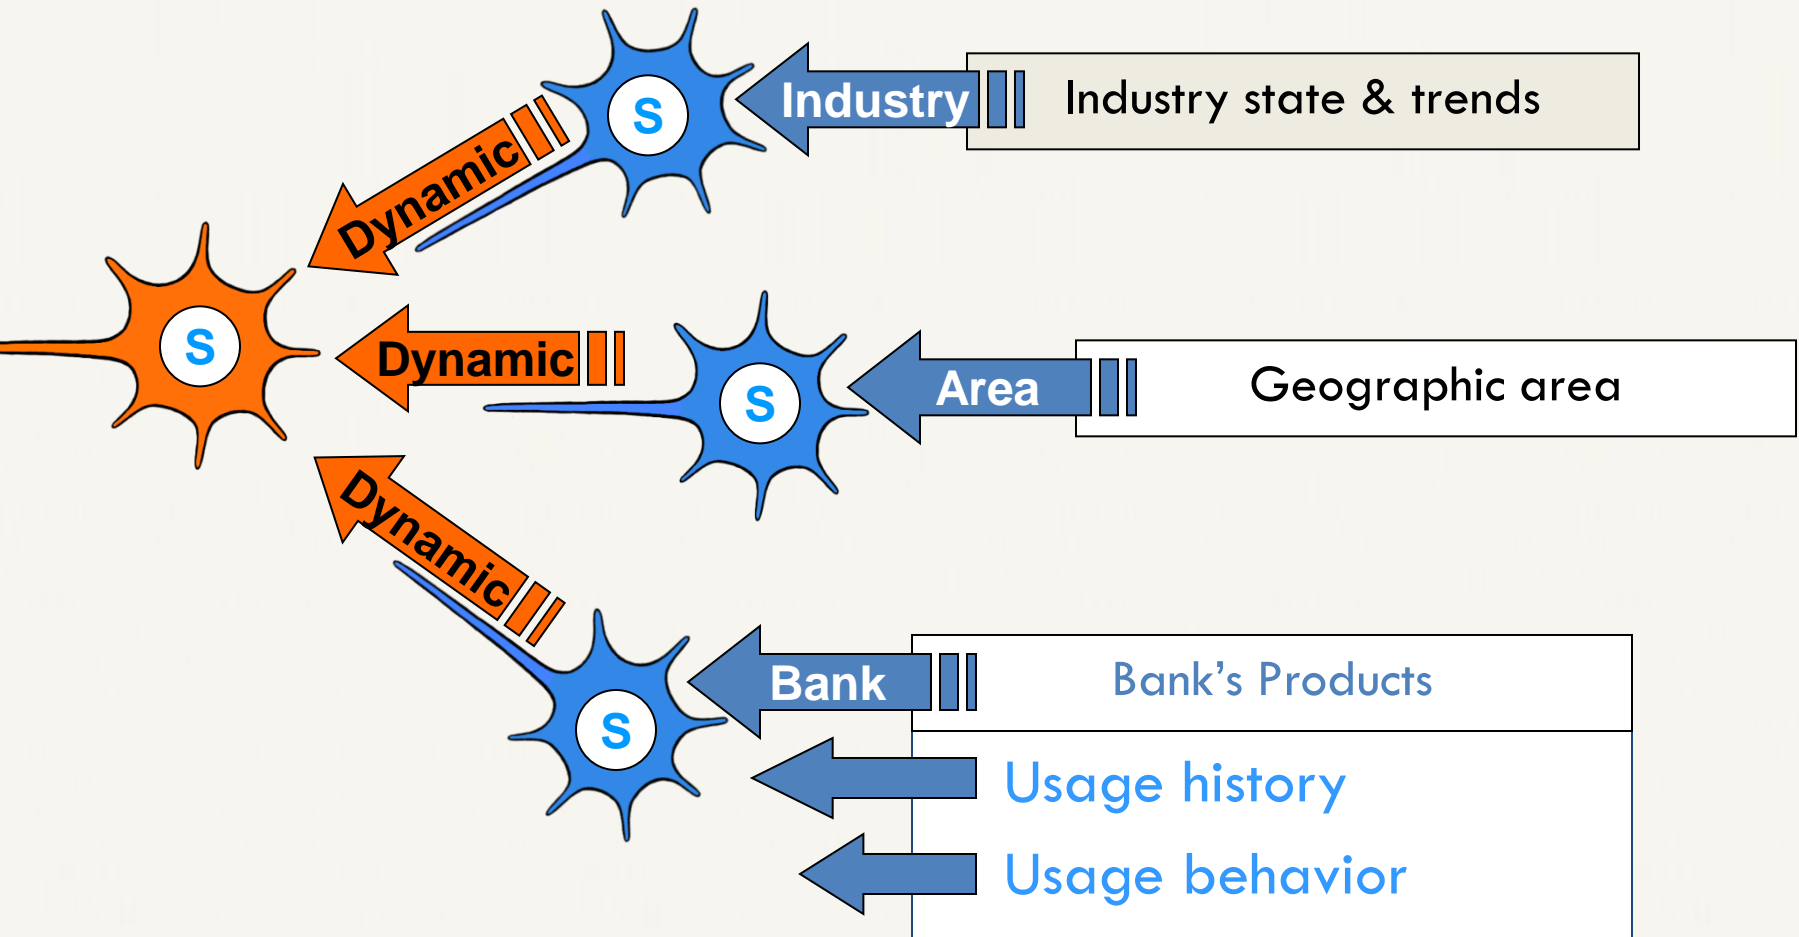 S
Industry
Industry state & trends
Dynamic
S
Dynamic
S
Area
Geographic area
Dynamic
S
Bank
Bank’s Products
Usage history
Usage behavior